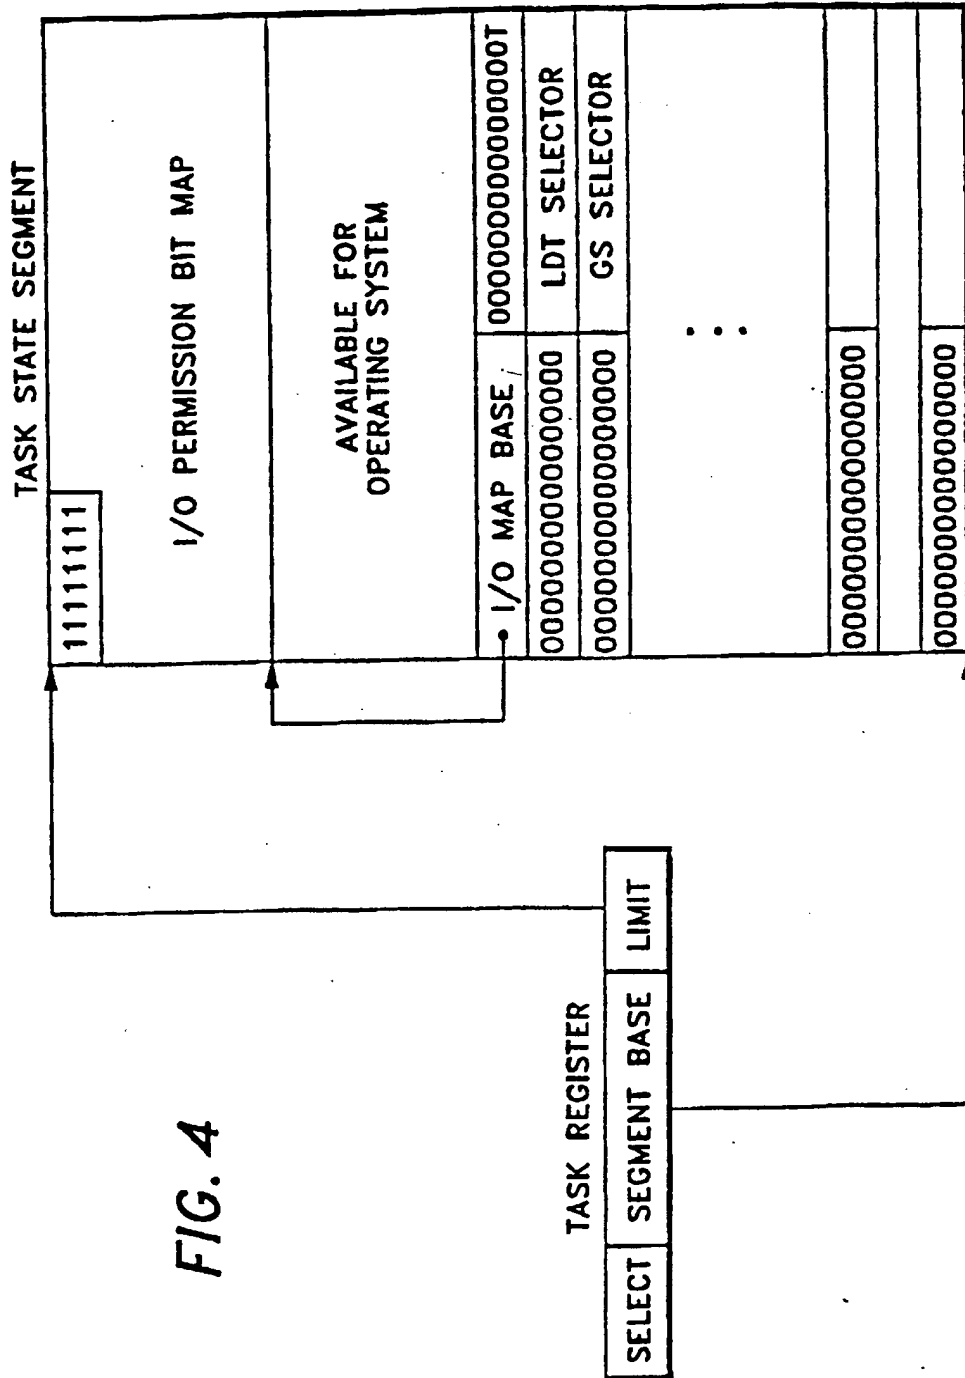 TASK STATE SEGMENT
11111111
I/O PERMISSION BIT MAP
FIG. 4
AVAILABLE FOR
OPERATING SYSTEM
I/O MAP BASE 000000000000000T
0000000000000000 LDT SELECTOR
TASK REGISTER
0000000000000000 GS SELECTOR
SELECT SEGMENT BASE LIMIT
0000000000000000
0000000000000000